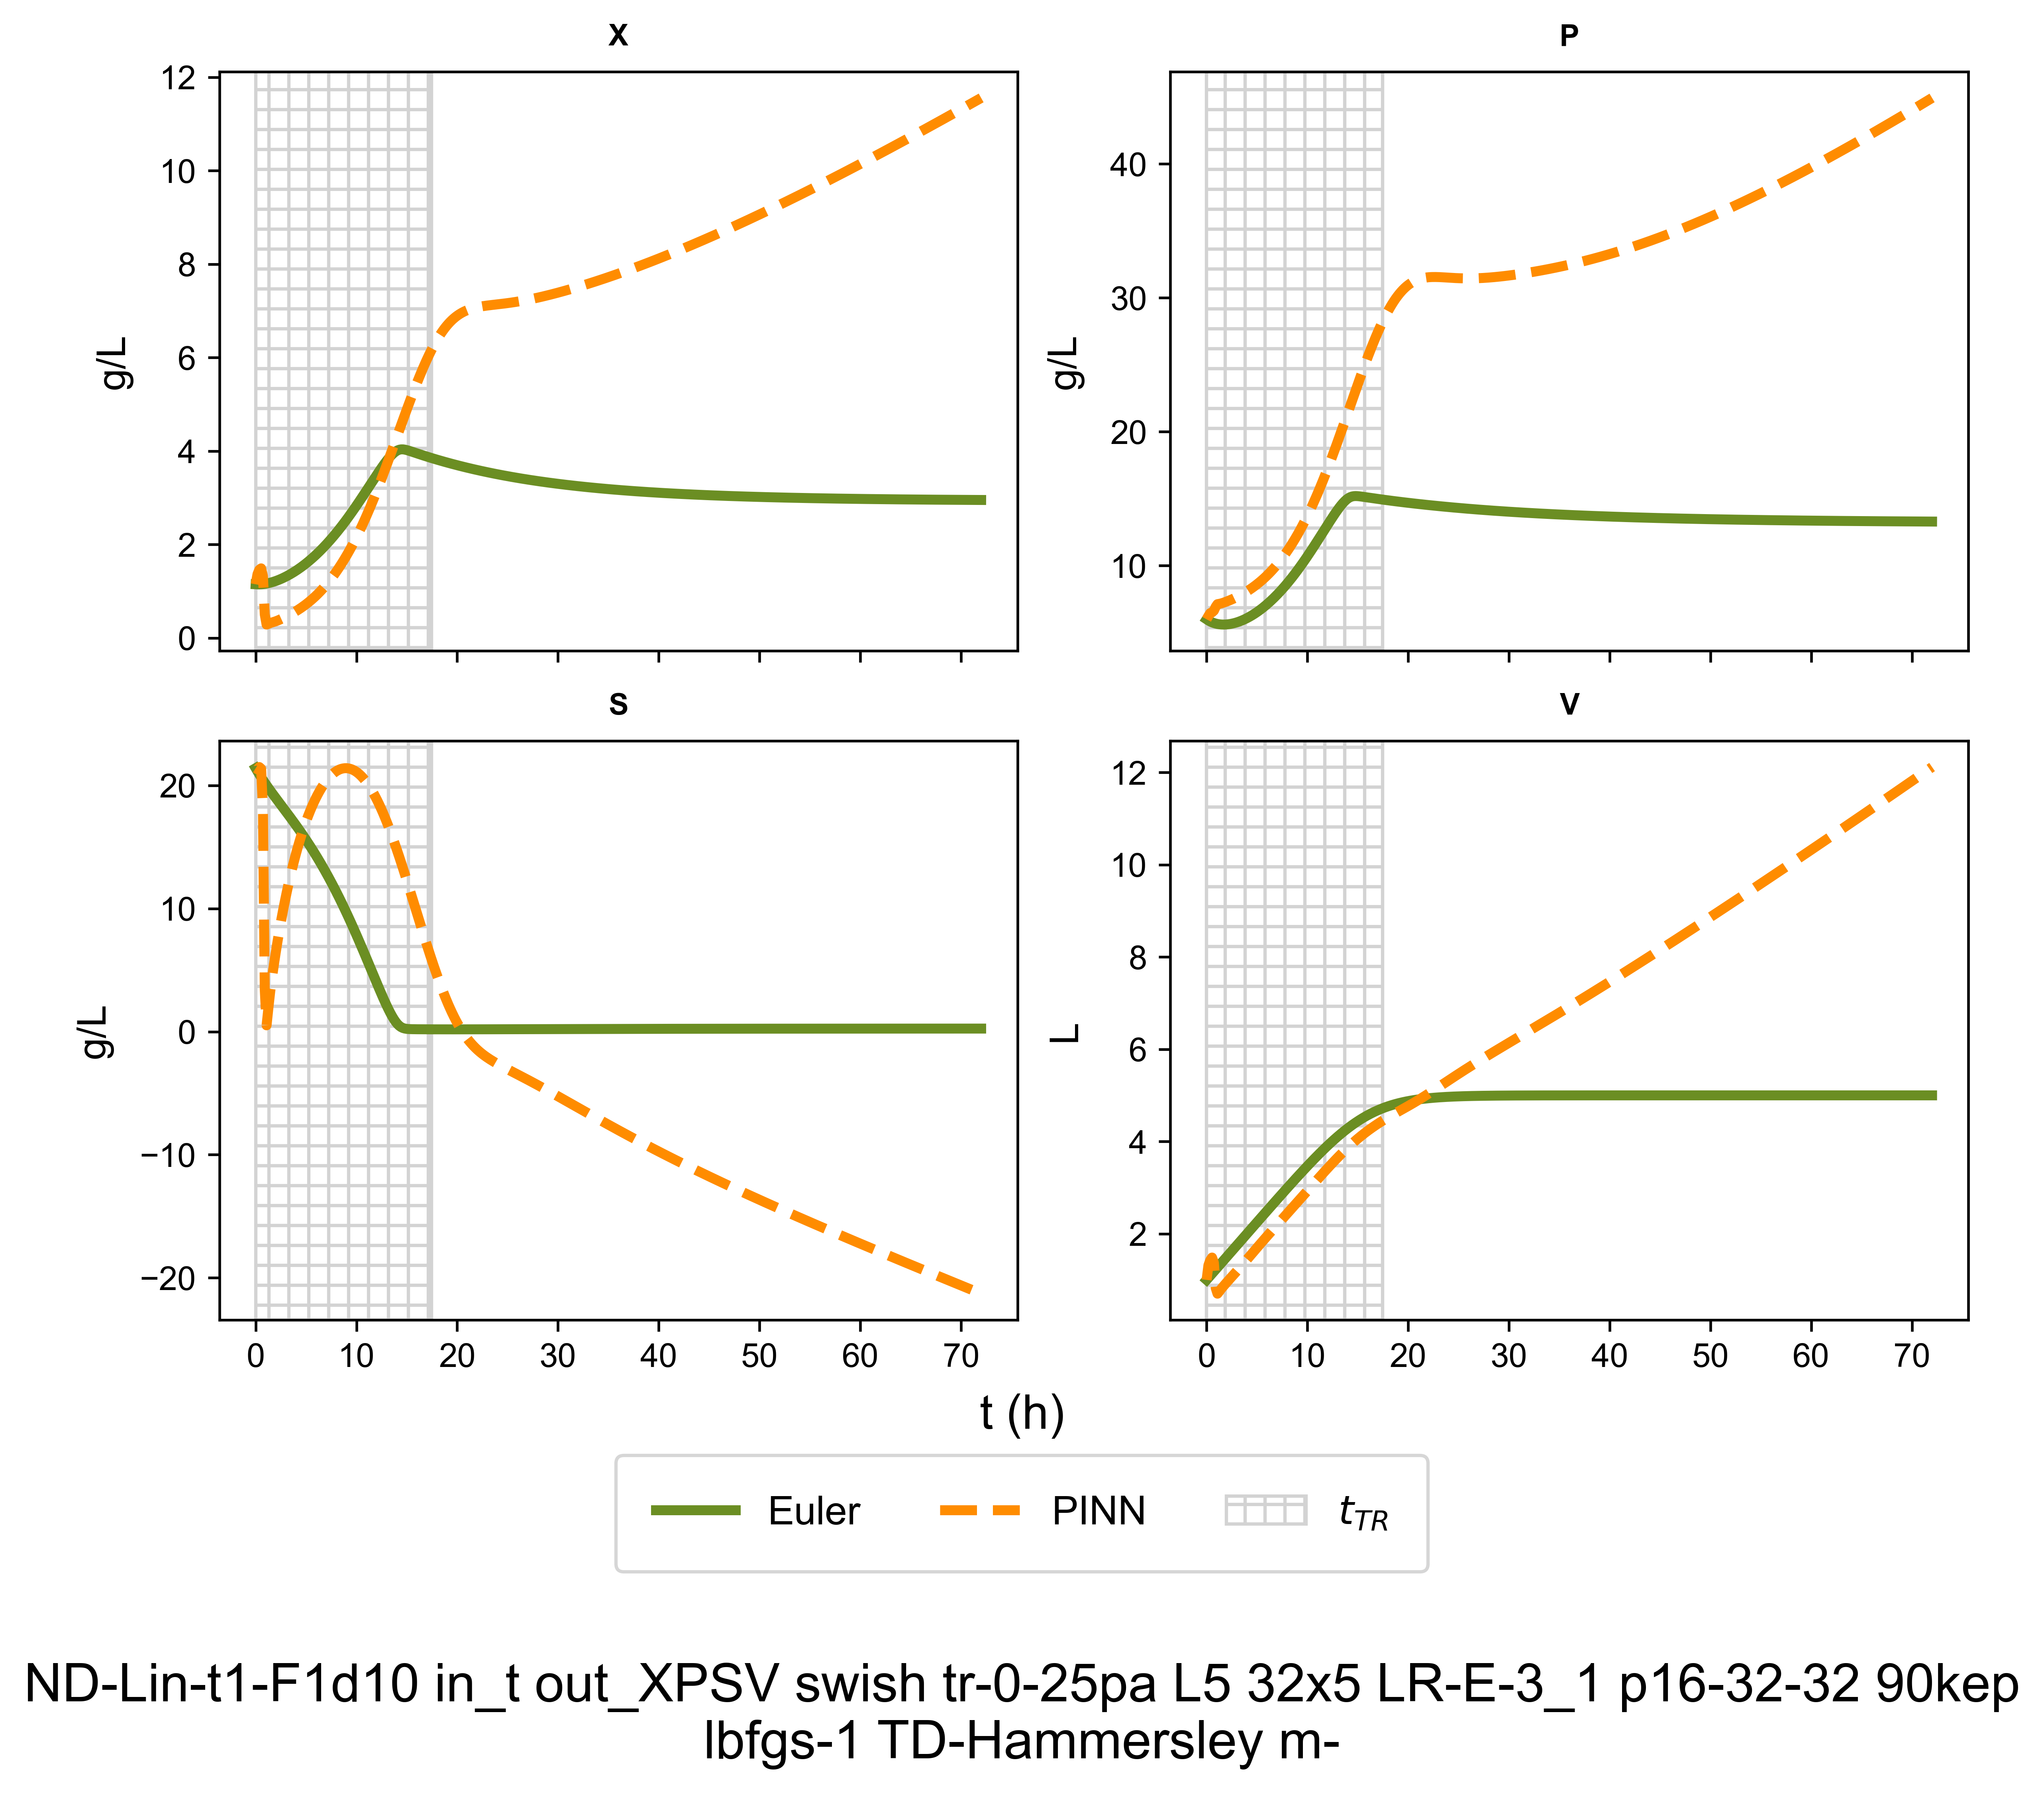 X
P
12
10
8
6
4
2
0
g/L
40
30
20
10
g/L
S
V
20
10
0
−10
−20
g/L
12
10
8
6
4
2
L
0 10 20 30 40 50 60 70
0 10 20 30 40 50 60 70
t (h)
Euler PINN t_TR
ND-Lin-t1-F1d10 in_t out_XPSV swish tr-0-25pa L5 32x5 LR-E-3_1 p16-32-32 90kep
lbfgs-1 TD-Hammersley m-